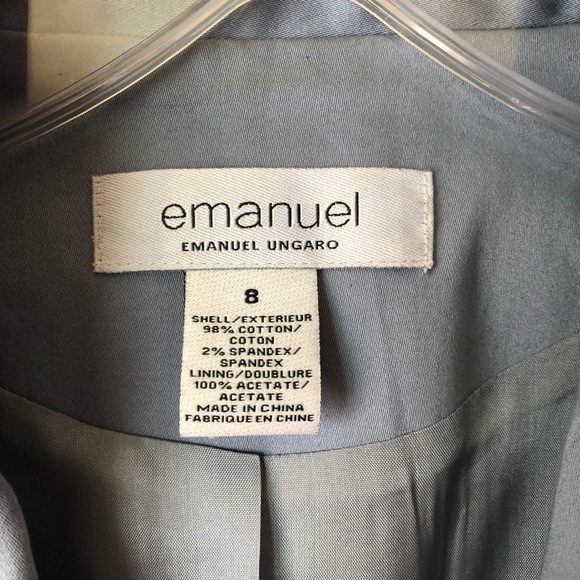 emanuel
EMANUEL UNGARO
8
SHELL/EXTERIEUR
98% COTTON/
COTON
2% SPANDEX/
SPANDEX
LINING/DOUBLURE
100% ACETATE/
ACETATE
MADE IN CHINA
FABRIQUE EN CHINE